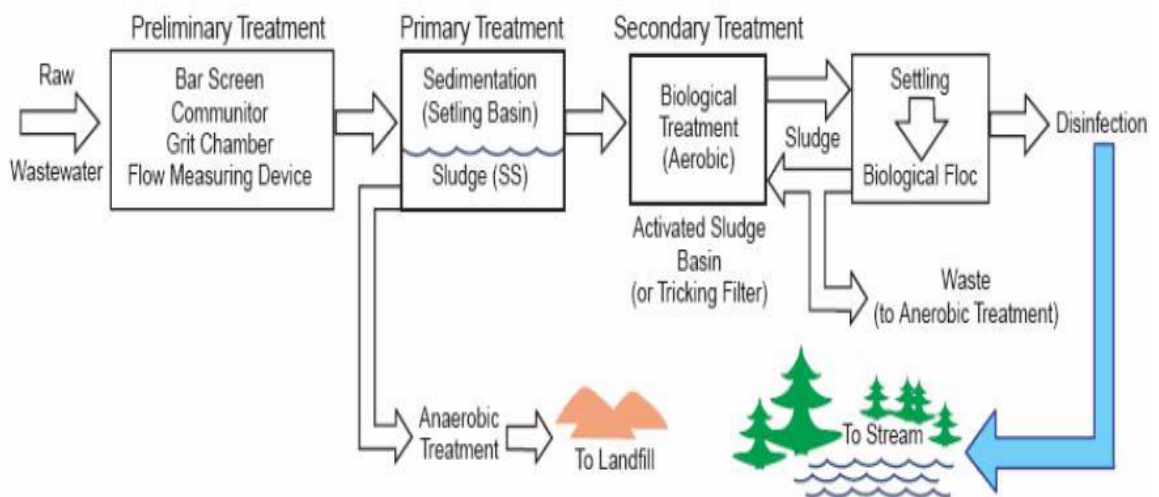 Preliminary Treatment
Primary Treatment
Secondary Treatment
Raw
Wastewater
Bar Screen
Communitor
Grit Chamber
Flow Measuring Device
Sedimentation
(Setling Basin)
Sludge (SS)
Biological
Treatment
(Aerobic)
Sludge
Settling
Biological Floc
Disinfection
Activated Sludge
Basin
(or Tricking Filter)
Waste
(to Anerobic Treatment)
Anaerobic
Treatment
To Landfill
To Stream